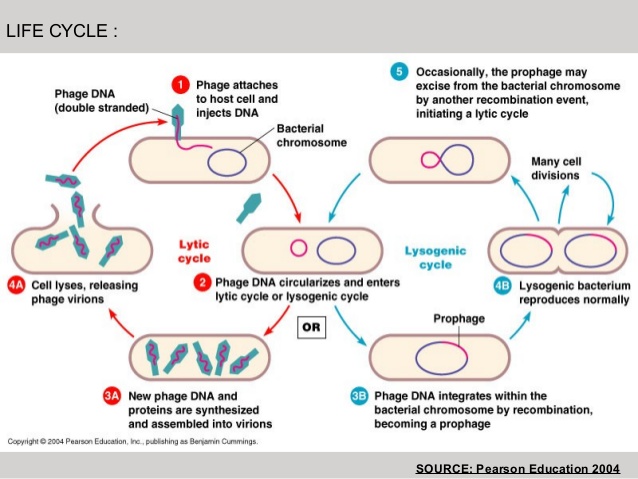 LIFE CYCLE :
Phage DNA
(double stranded)
1 Phage attaches
to host cell and
injects DNA
Bacterial
chromosome
5 Occasionally, the prophage may
excise from the bacterial chromosome
by another recombination event,
initiating a lytic cycle
Many cell
divisions
Lytic
cycle
Lysogenic
cycle
4A Cell lyses, releasing
phage virions
2 Phage DNA circularizes and enters
lytic cycle or lysogenic cycle
4B Lysogenic bacterium
reproduces normally
OR
Prophage
3A New phage DNA and
proteins are synthesized
and assembled into virions
3B Phage DNA integrates within the
bacterial chromosome by recombination,
becoming a prophage
Copyright © 2004 Pearson Education, Inc., publishing as Benjamin Cummings.
SOURCE: Pearson Education 2004